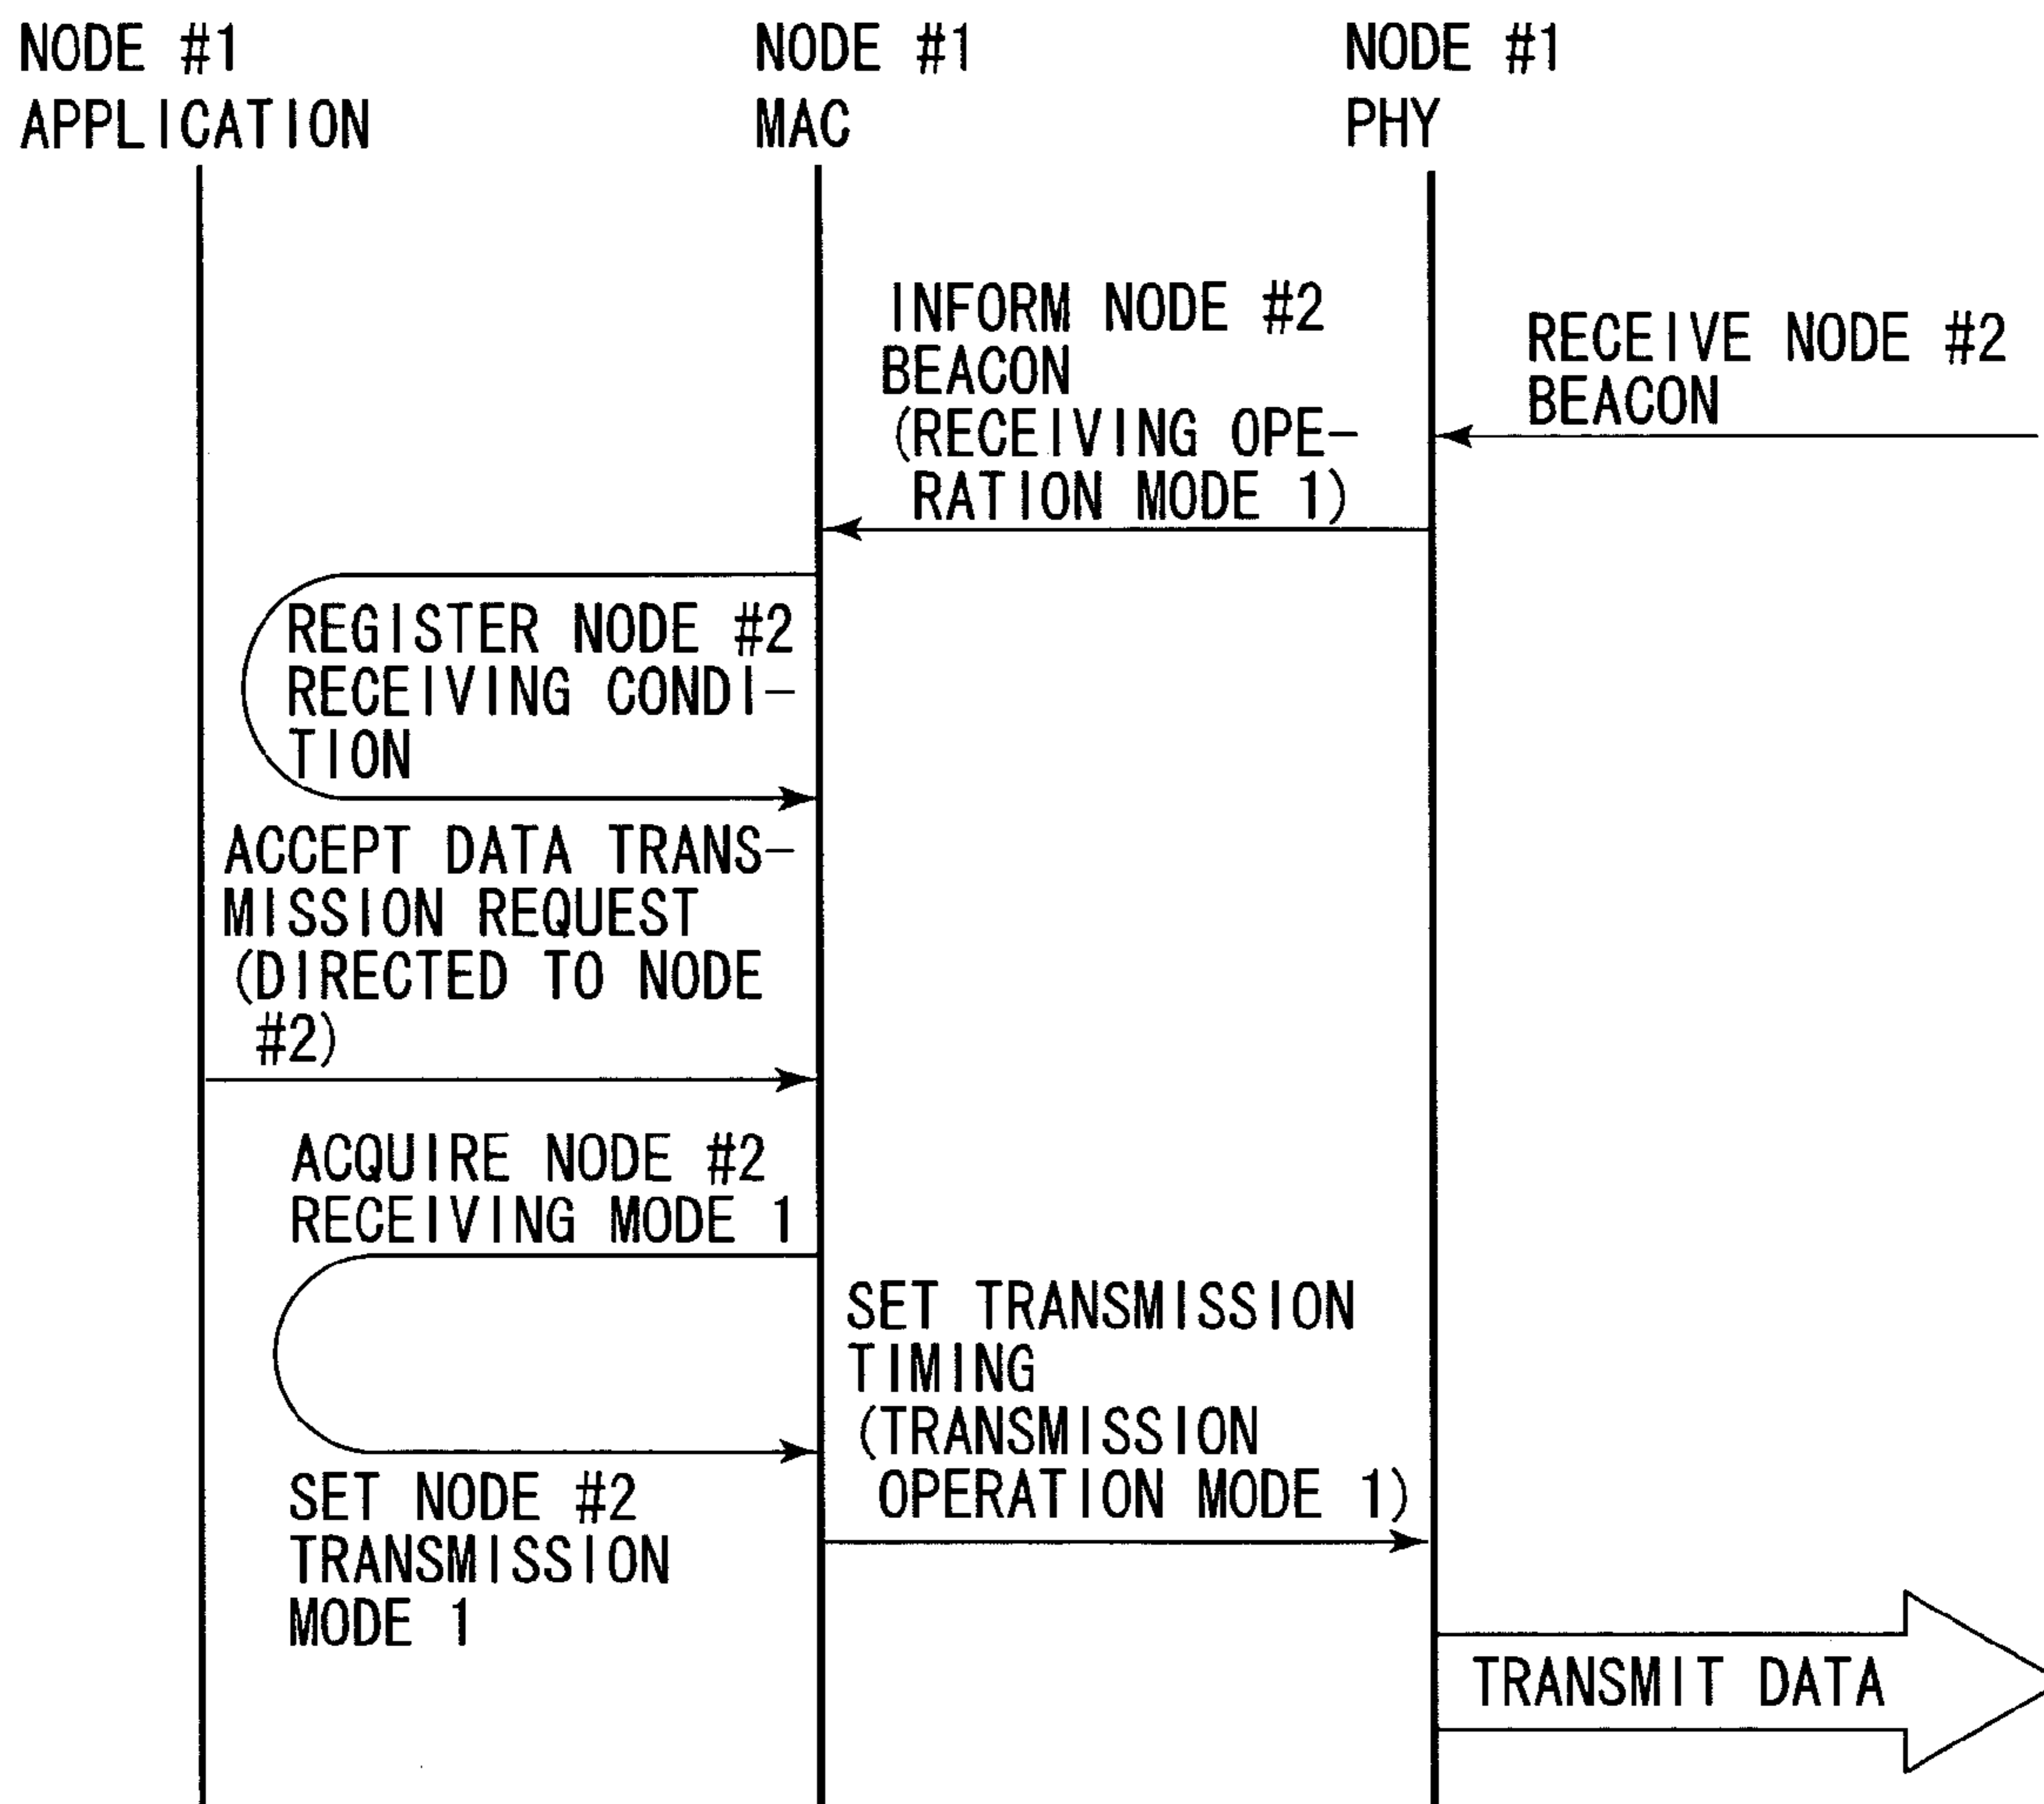 NODE #1
APPLICATION
NODE #1
MAC
NODE #1
PHY
RECEIVE NODE #2
BEACON
INFORM NODE #2
BEACON
(RECEIVING OPE-
RATION MODE 1)
REGISTER NODE #2
RECEIVING CONDI-
TION
ACCEPT DATA TRANS-
MISSION REQUEST
(DIRECTED TO NODE
#2)
ACQUIRE NODE #2
RECEIVING MODE 1
SET NODE #2
TRANSMISSION
MODE 1
SET TRANSMISSION
TIMING
(TRANSMISSION
OPERATION MODE 1)
TRANSMIT DATA